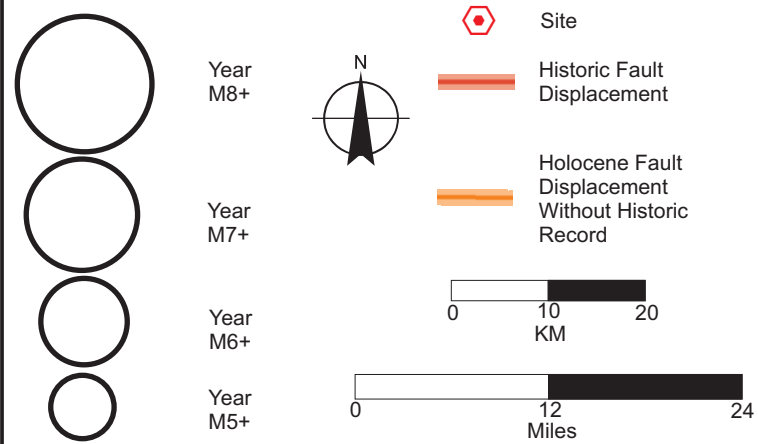 Year
M8+
Year
M7+
Year
M6+
Year
M5+
N
Site
Historic Fault
Displacement
Holocene Fault
Displacement
Without Historic
Record
0 10 20
KM
0 12 24
Miles